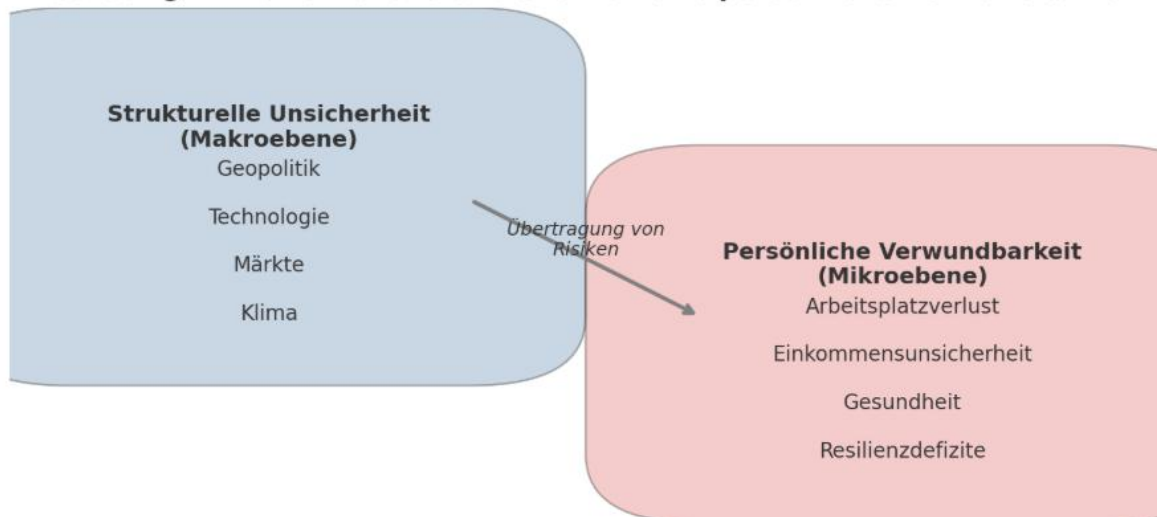 Strukturelle Unsicherheit
(Makroebene)
Geopolitik
Technologie
Märkte
Klima
Übertragung von
Risiken
Persönliche Verwundbarkeit
(Mikroebene)
Arbeitsplatzverlust
Einkommensunsicherheit
Gesundheit
Resilienzdefizite